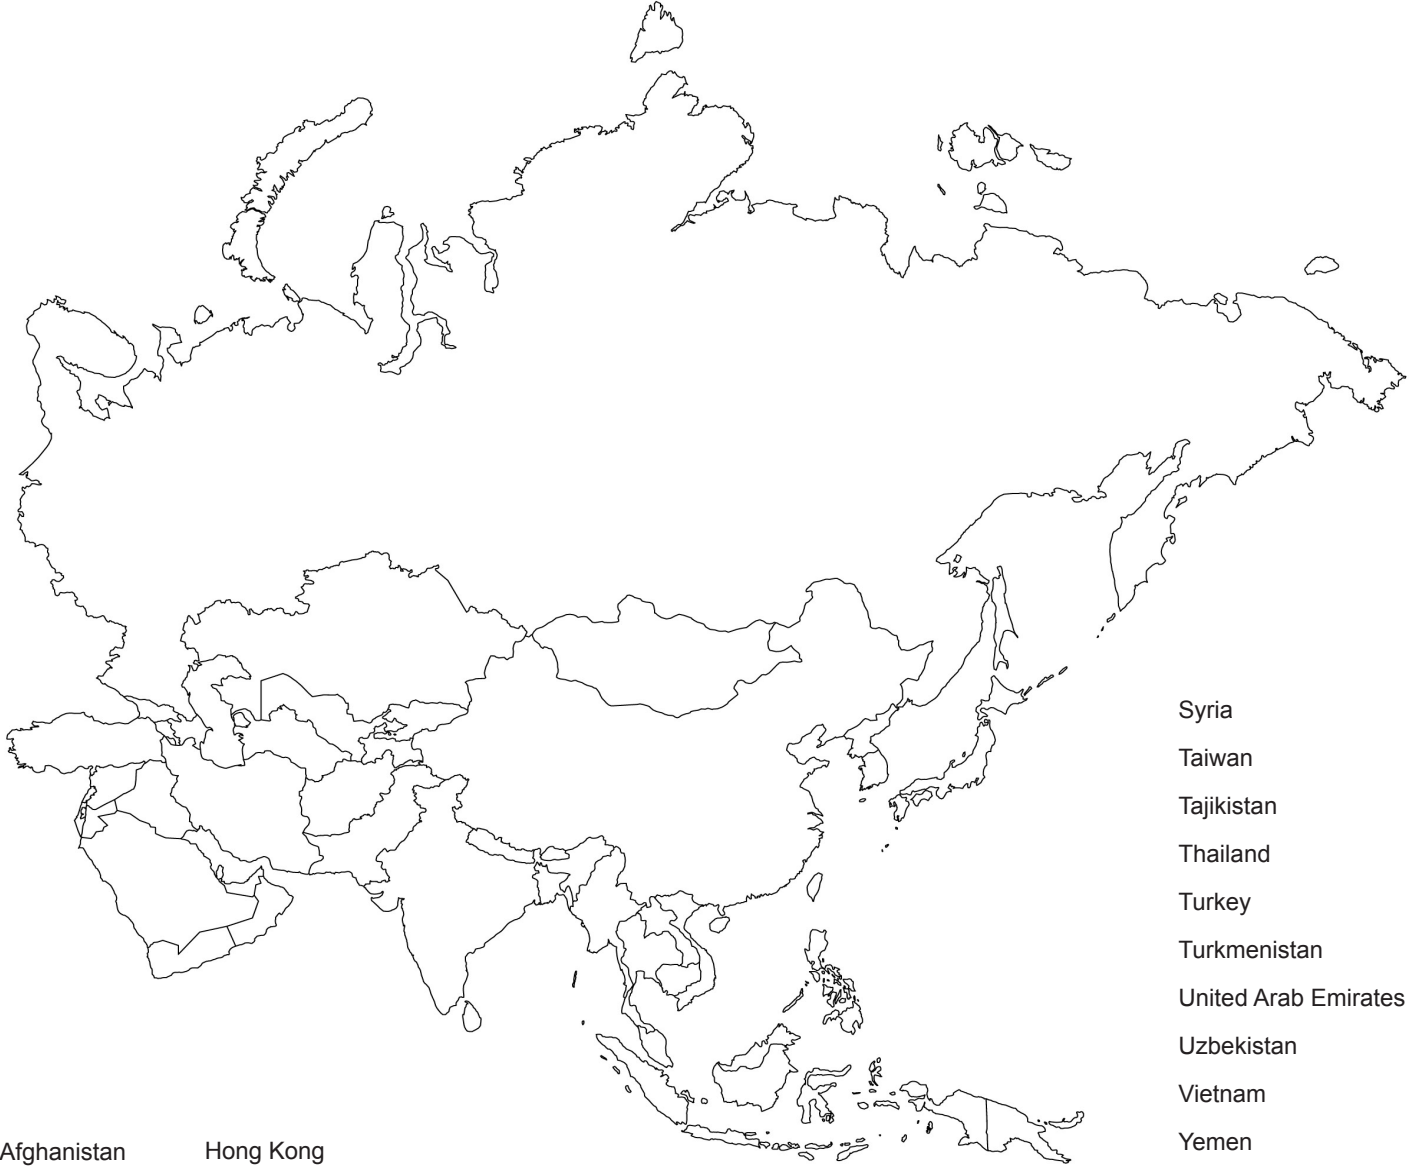 Syria
Taiwan
Tajikistan
Thailand
Turkey
Turkmenistan
United Arab Emirates
Uzbekistan
Vietnam
Yemen
Afghanistan
Hong Kong